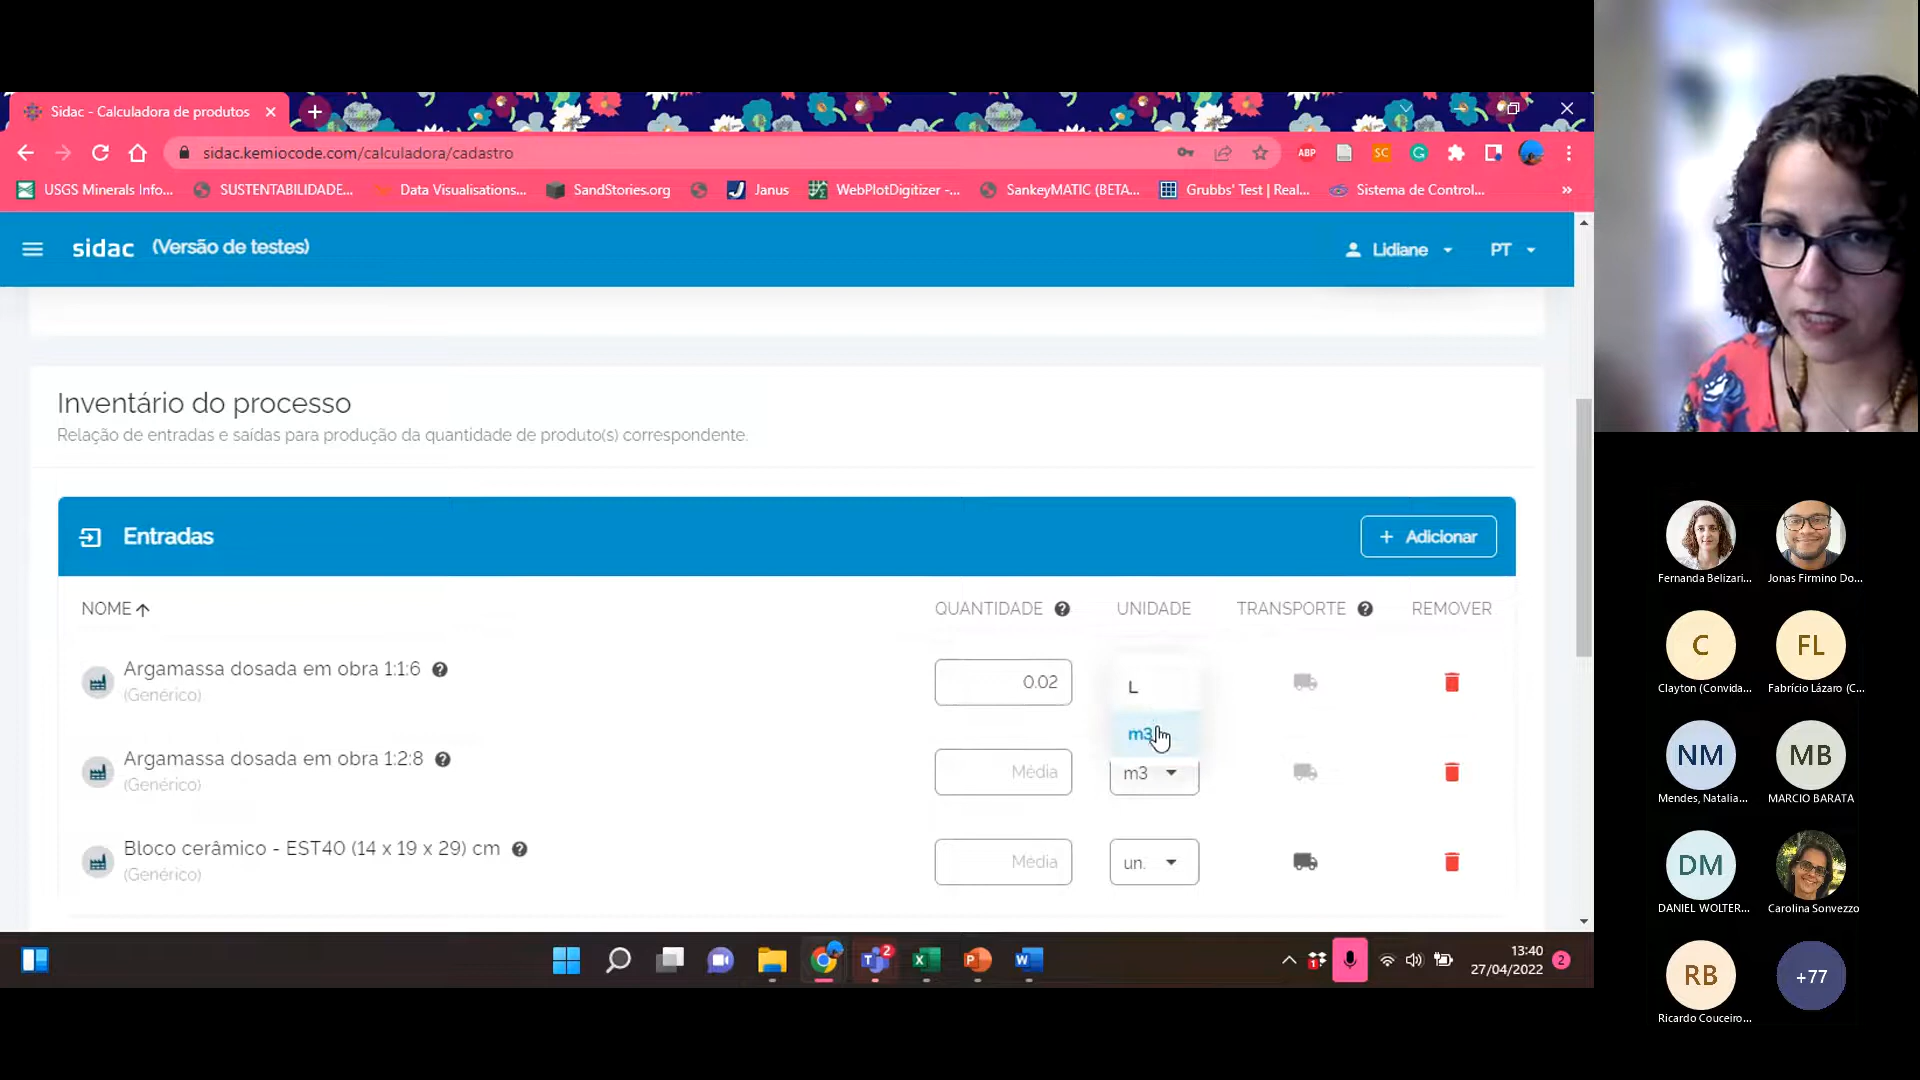 Sidac - Calculadora de produtos
sidac.kemiocode.com/calculadora/cadastro
ABP
SC
USGS Minerals Info...
SUSTENTABILIDADE...
Data Visualisations...
SandStories.org
Janus
WebPlotDigitizer -...
SankeyMATIC (BETA...
Grubbs' Test | Real...
Sistema de Control...
»
sidac (Versão de testes)
Lidiane
PT
Inventário do processo
Relação de entradas e saídas para produção da quantidade de produto(s) correspondente.
Entradas
+ Adicionar
NOME QUANTIDADE UNIDADE TRANSPORTE REMOVER
Argamassa dosada em obra 1:1:6
(Genérico)
0.02
L
m3
Argamassa dosada em obra 1:2:8
(Genérico)
Média
m3
Bloco cerâmico - EST40 (14 x 19 x 29) cm
(Genérico)
Média
un.
13:40
27/04/2022
2
2
Fernanda Belizari...
Jonas Firmino Do...
C
FL
Clayton (Convida...
Fabrício Lázaro (C...
NM
MB
Mendes, Natalia...
MARCIO BARATA
DM
DANIEL WOLTER...
Carolina Sonvezzo
RB
+77
Ricardo Couceiro...